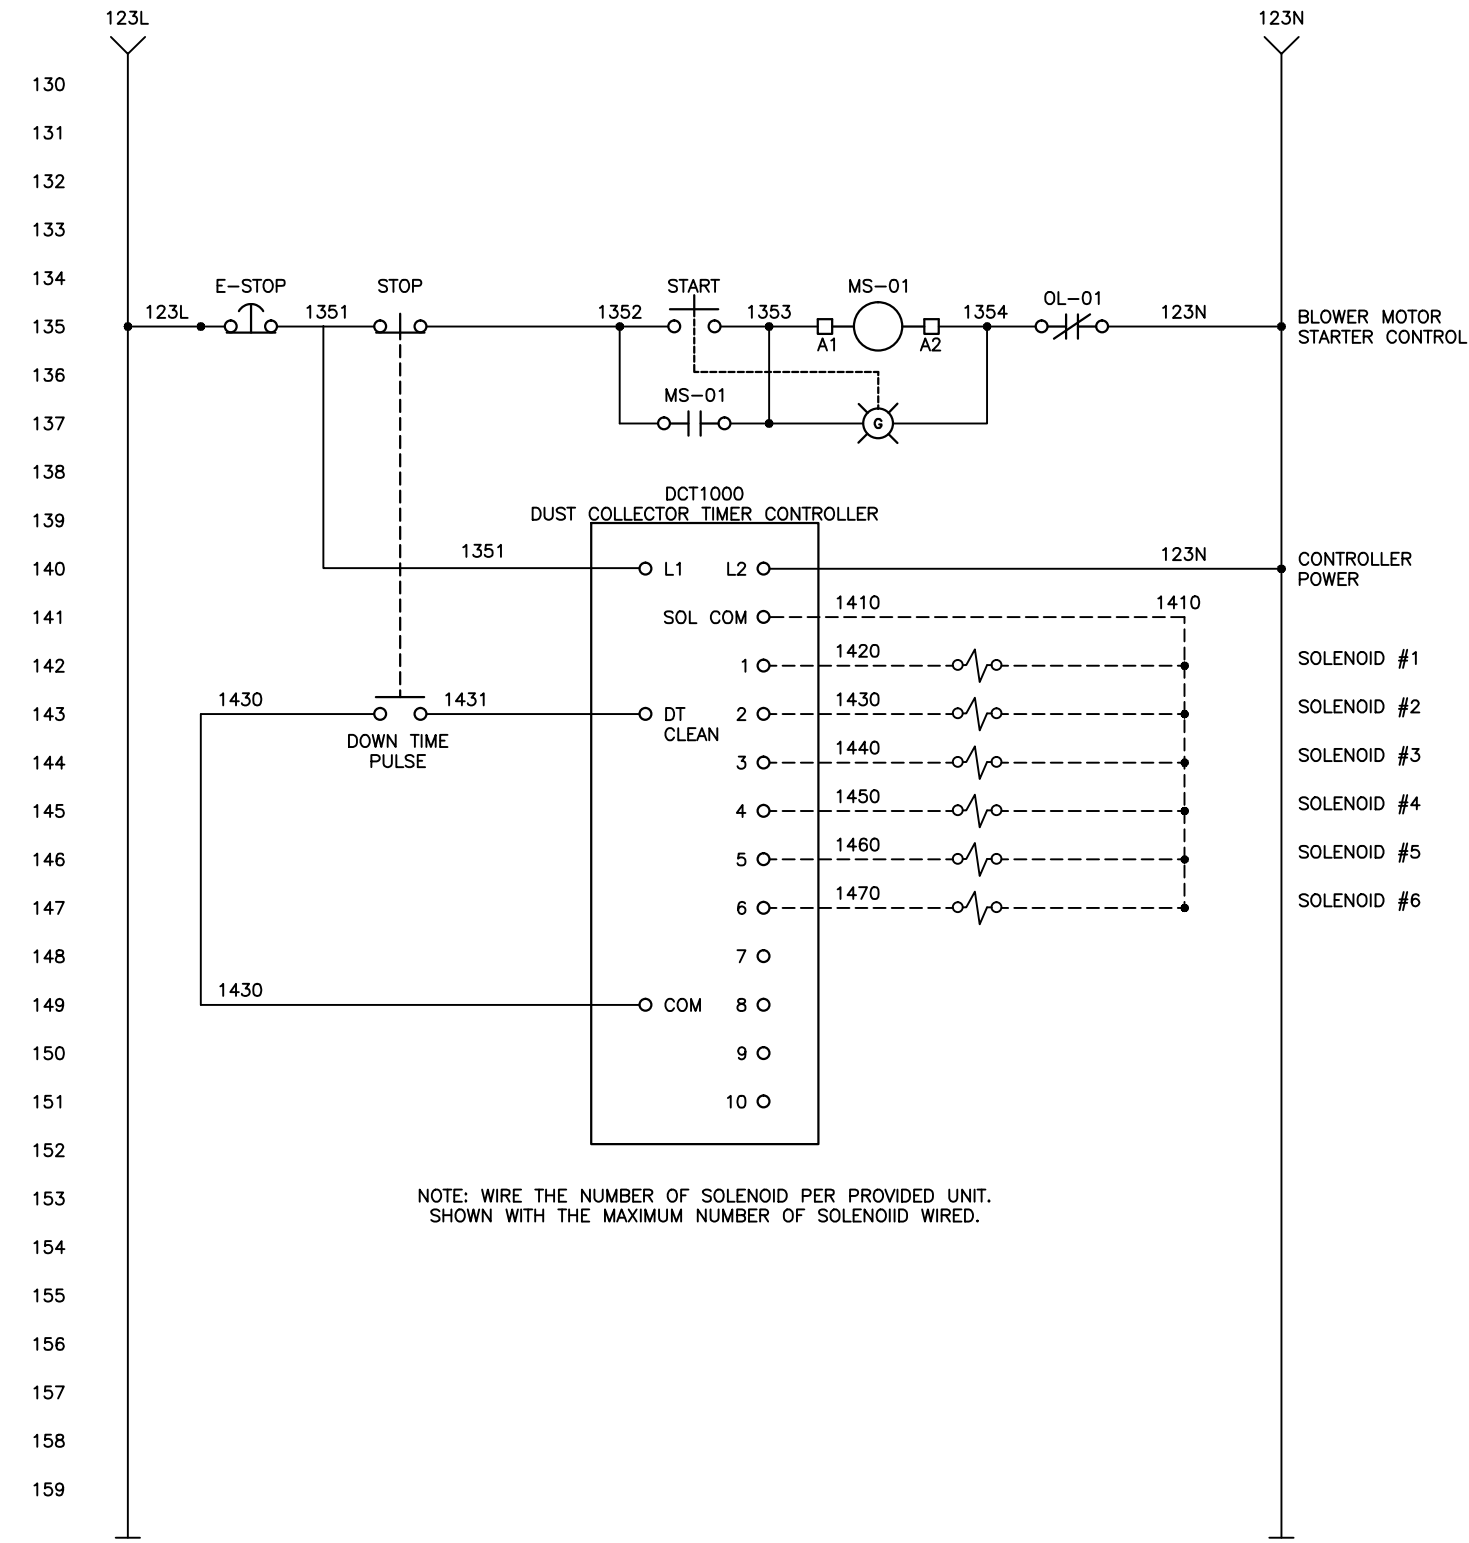 123L 123N
130
131
132
133
134 E-STOP STOP START MS-01
123L 1351 1352 1353 1354 OL-01 123N
135 A1 A2 BLOWER MOTOR
STARTER CONTROL
136
MS-01
137 G
138
DCT1000
139 DUST COLLECTOR TIMER CONTROLLER
1351 123N
140 L1 L2 CONTROLLER
POWER
1410 1410
141 SOL COM
1420
142 1 SOLENOID #1
1430 1431 1430
143 DT 2 SOLENOID #2
CLEAN
DOWN TIME
PULSE
1440
144 3 SOLENOID #3
1450
145 4 SOLENOID #4
1460
146 5 SOLENOID #5
1470
147 6 SOLENOID #6
148 7
1430
149 COM 8
150 9
151 10
152
153 NOTE: WIRE THE NUMBER OF SOLENOID PER PROVIDED UNIT.
SHOWN WITH THE MAXIMUM NUMBER OF SOLENOIID WIRED.
154
155
156
157
158
159